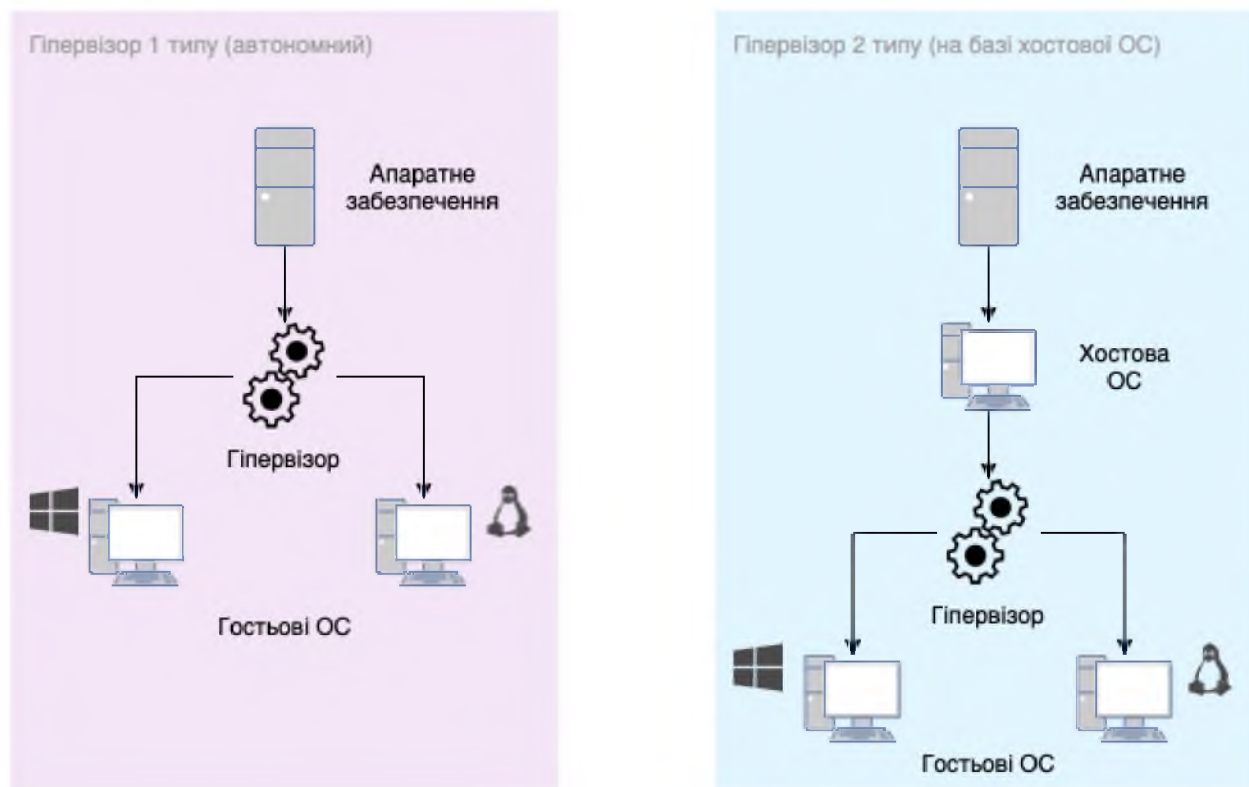 Гіпервізор 1 типу (автономний)
Апаратне
забезпечення
Гіпервізор
Гостьові ОС
Гіпервізор 2 типу (на базі хостової ОС)
Апаратне
забезпечення
Хостова
ОС
Гіпервізор
Гостьові ОС